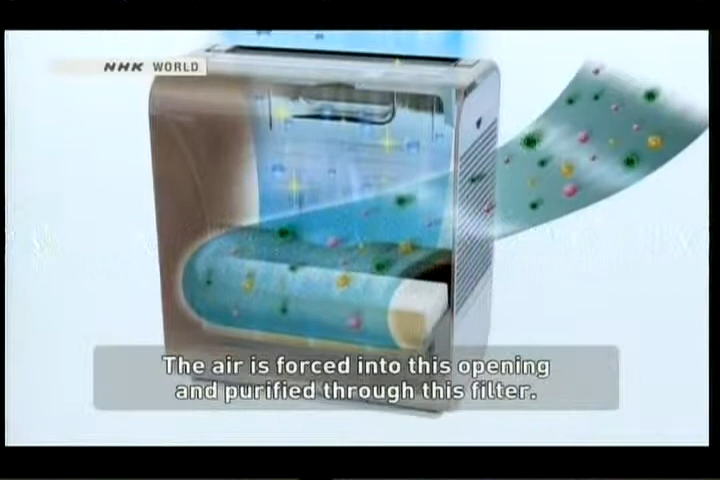 NHK WORLD
The air is forced into this opening
and purified through this filter.